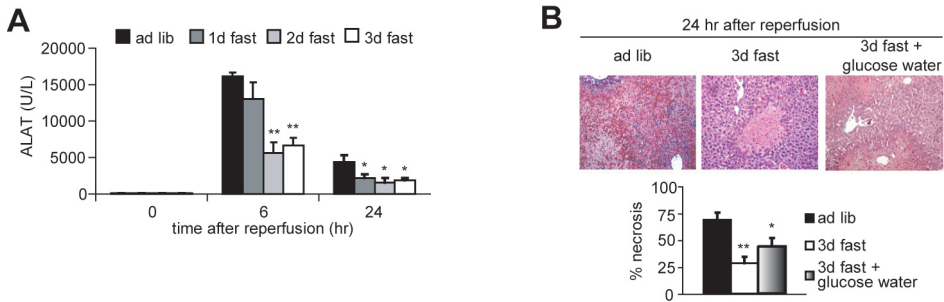 A
ad lib 1d fast 2d fast 3d fast
20000
15000
10000
5000
0
ALAT (U/L)
** **
* * *
0 6 24
time after reperfusion (hr)
B
24 hr after reperfusion
ad lib 3d fast 3d fast +
glucose water
100
75
50
25
0
% necrosis
** *
ad lib
3d fast
3d fast +
glucose water